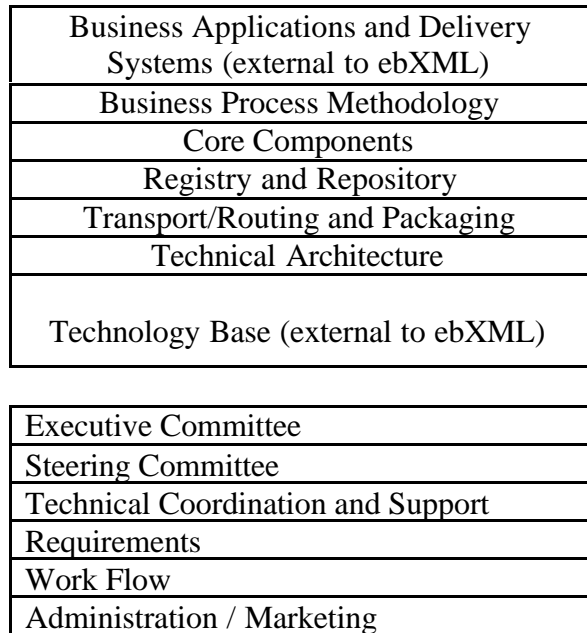 Business Applications and Delivery
Systems (external to ebXML)
Business Process Methodology
Core Components
Registry and Repository
Transport/Routing and Packaging
Technical Architecture
Technology Base (external to ebXML)
Executive Committee
Steering Committee
Technical Coordination and Support
Requirements
Work Flow
Administration / Marketing